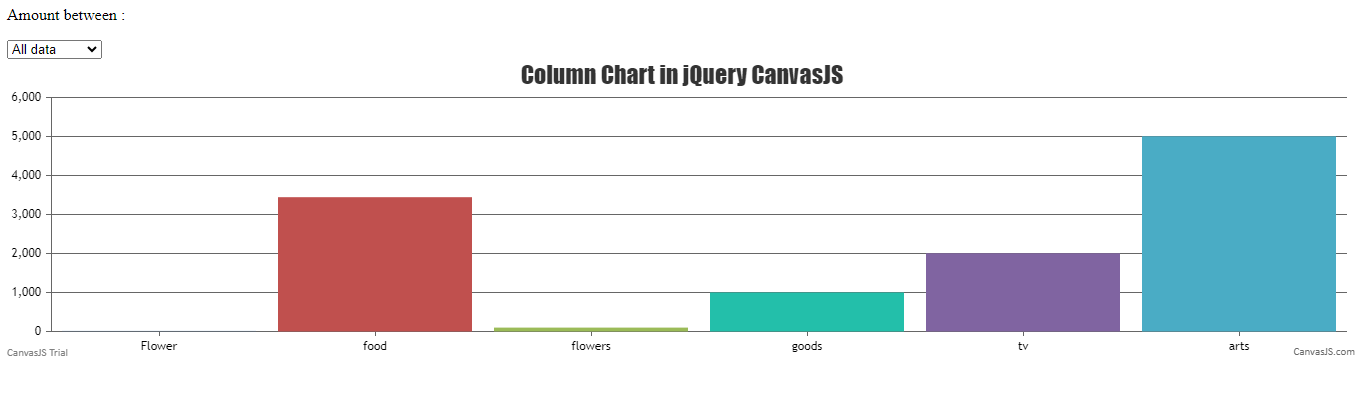 Amount between :
All data
Column Chart in jQuery CanvasJS
6,000
5,000
4,000
3,000
2,000
1,000
0
Flower food flowers goods tv arts
CanvasJS Trial CanvasJS.com